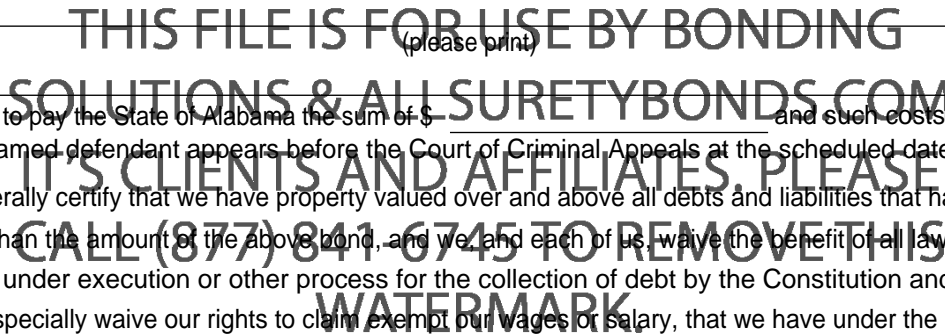 THIS FILE IS FOR USE BY BONDING
(please print)
SOLUTIONS & ALLSURETYBONDS.COM
to pay the State of Alabama the sum of $ and such costs
amed defendant appears before the Court of Criminal Appeals at the scheduled date
IT'S CLIENTS AND AFFILIATES. PLEASE
erally certify that we have property valued over and above all debts and liabilities that ha
han the amount of the above bond, and we, and each of us, waive the benefit of all law
CALL (877) 841-6745 TO REMOVE THIS
under execution or other process for the collection of debt by the Constitution and
specially waive our rights to claim exempt our wages or salary, that we have under the
WATERMARK.